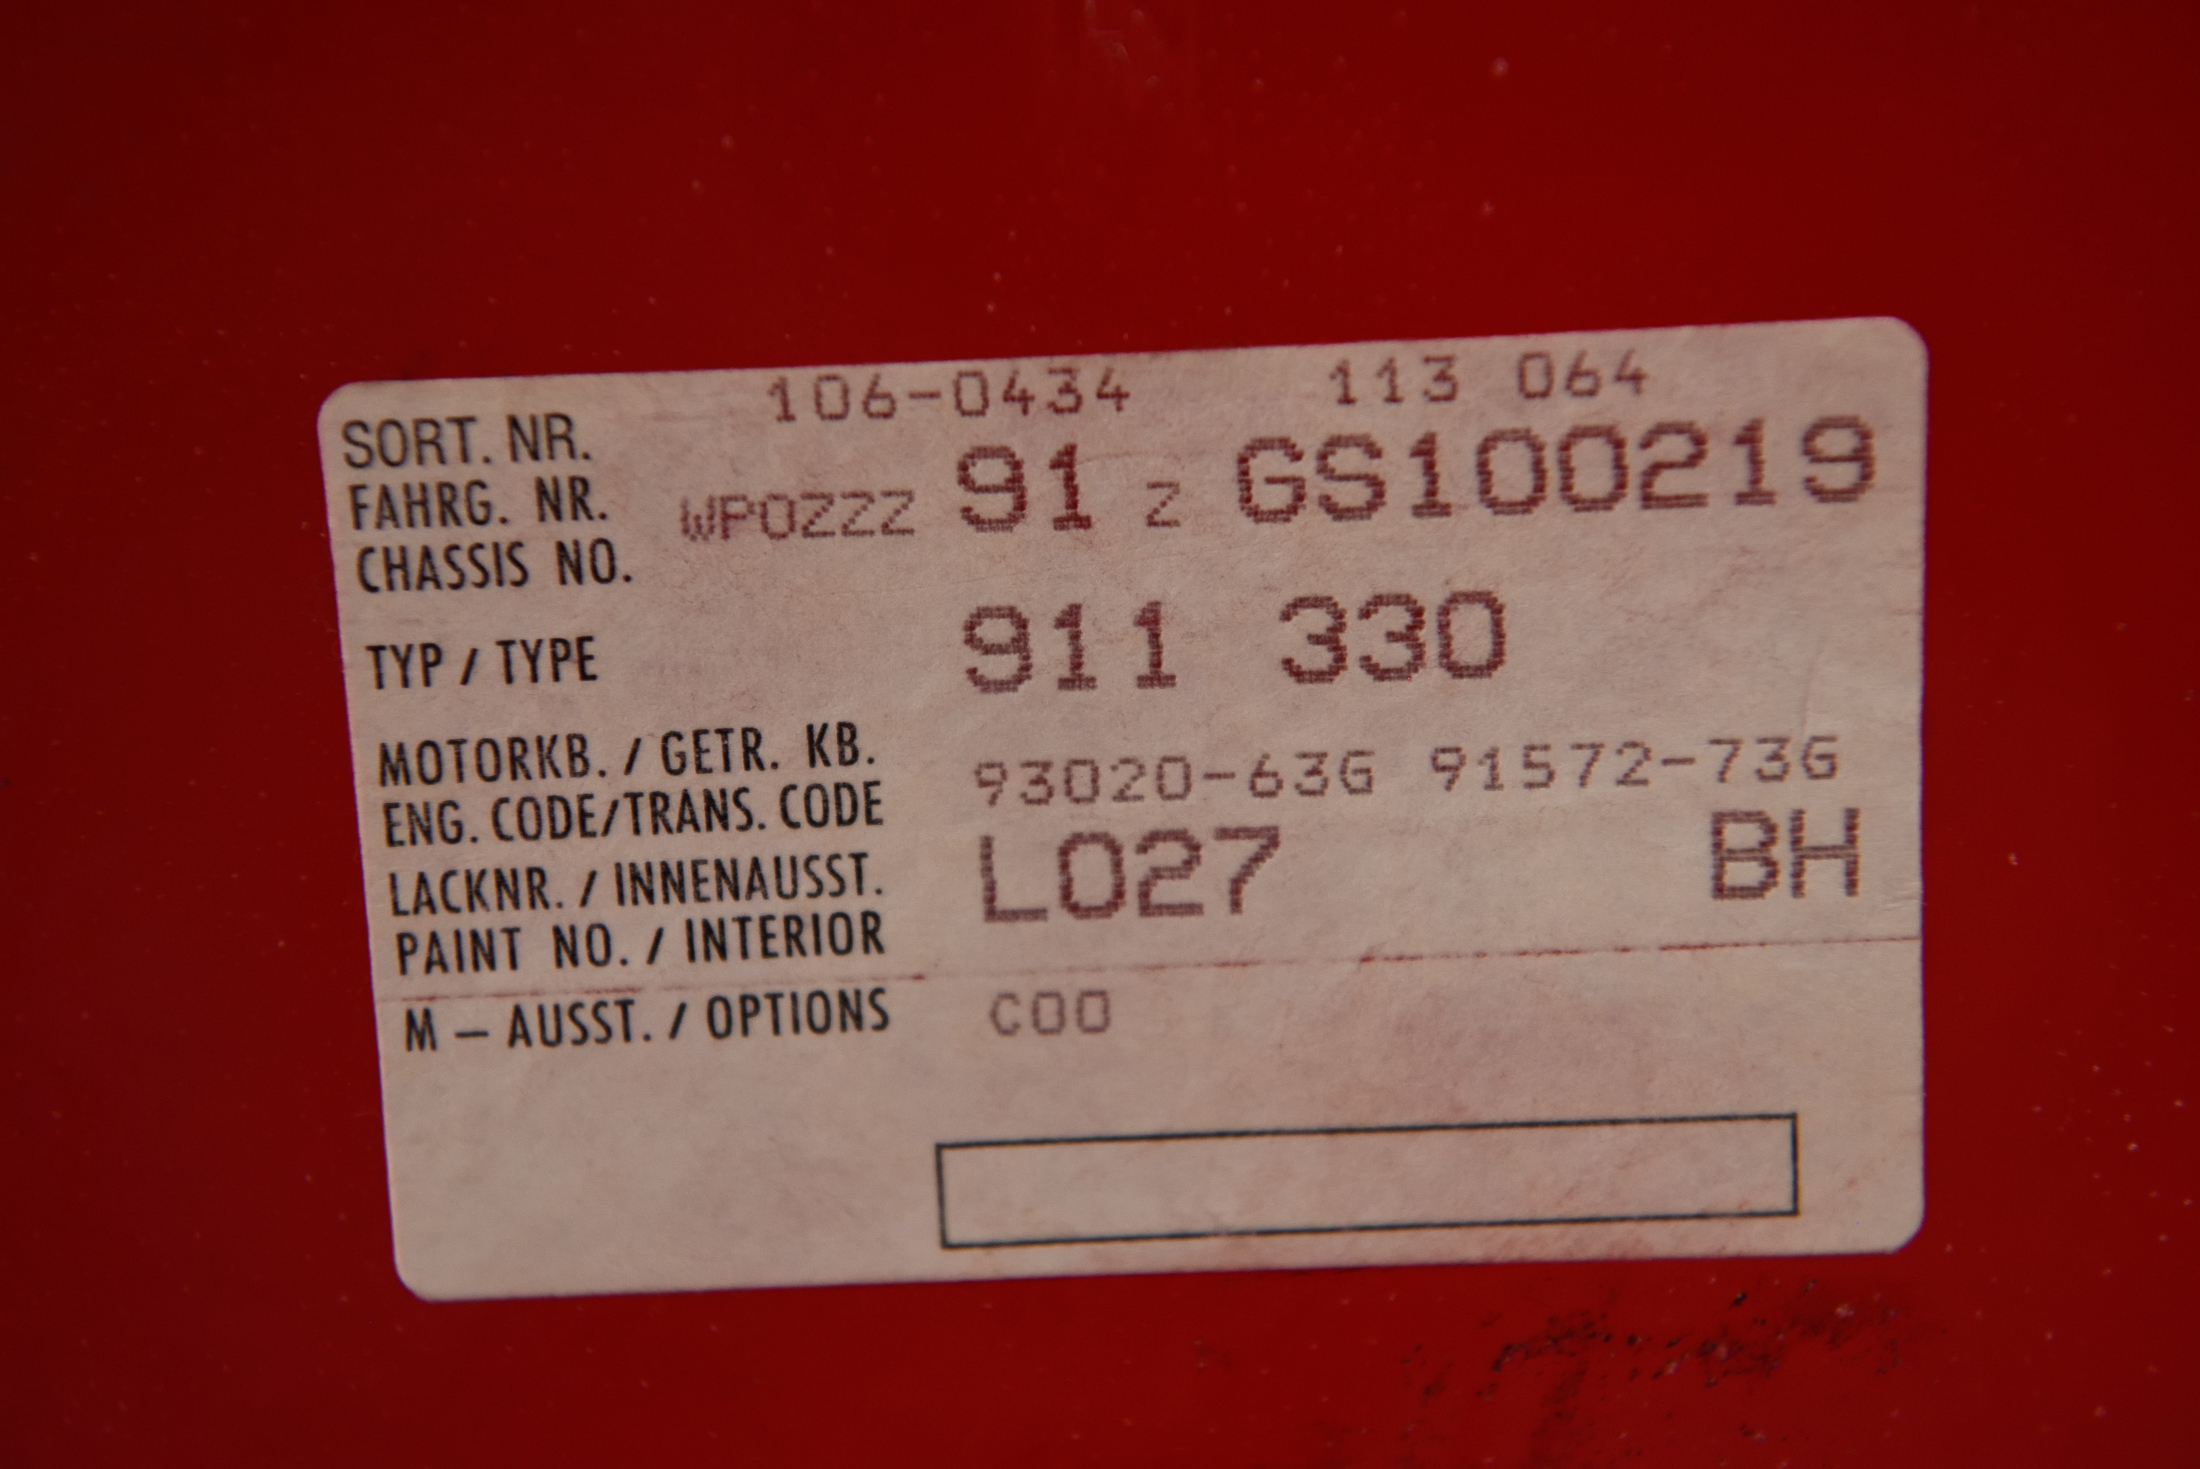 106-0434 113 064
SORT. NR.
FAHRG. NR. WP0ZZZ 91 Z GS100219
CHASSIS NO.
TYP / TYPE 911 330
MOTORKB. / GETR. KB. 93020-63G 91572-73G
ENG. CODE/TRANS. CODE
LACKNR. / INNENAUSST. L027 BH
PAINT NO. / INTERIOR
M – AUSST. / OPTIONS C00